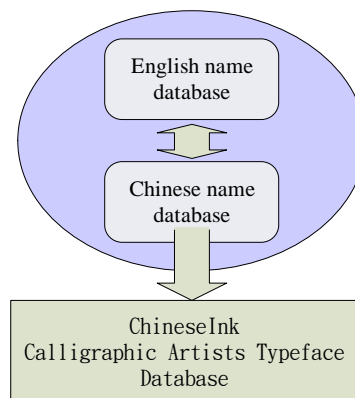 English name
database
Chinese name
database
ChineseInk
Calligraphic Artists Typeface
Database